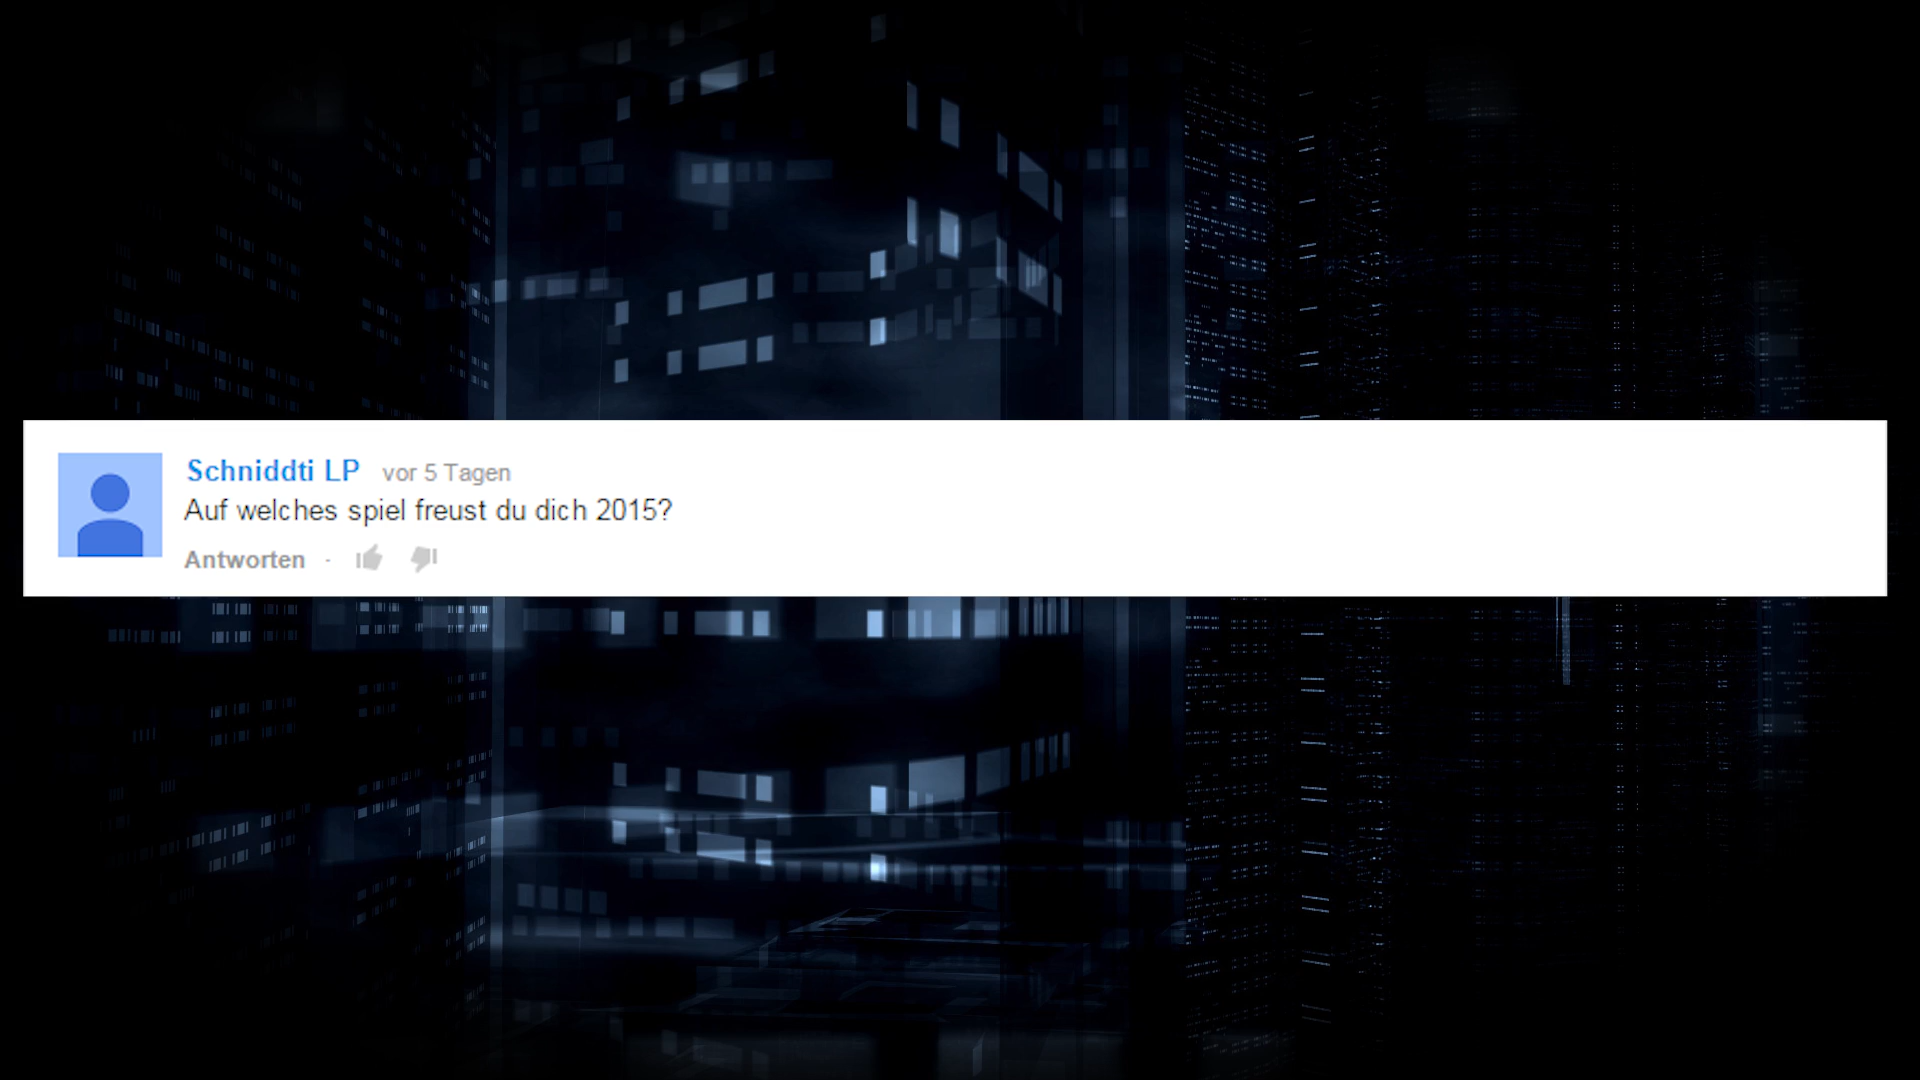 Schniddti LP vor 5 Tagen
Auf welches spiel freust du dich 2015?
Antworten ·